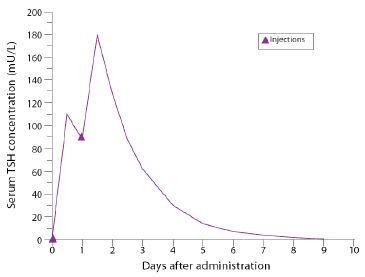 200
180
160
140
120
100
80
60
40
20
0
Serum TSH concentration (mU/L)
Injections
0 1 2 3 4 5 6 7 8 9 10
Days after administration